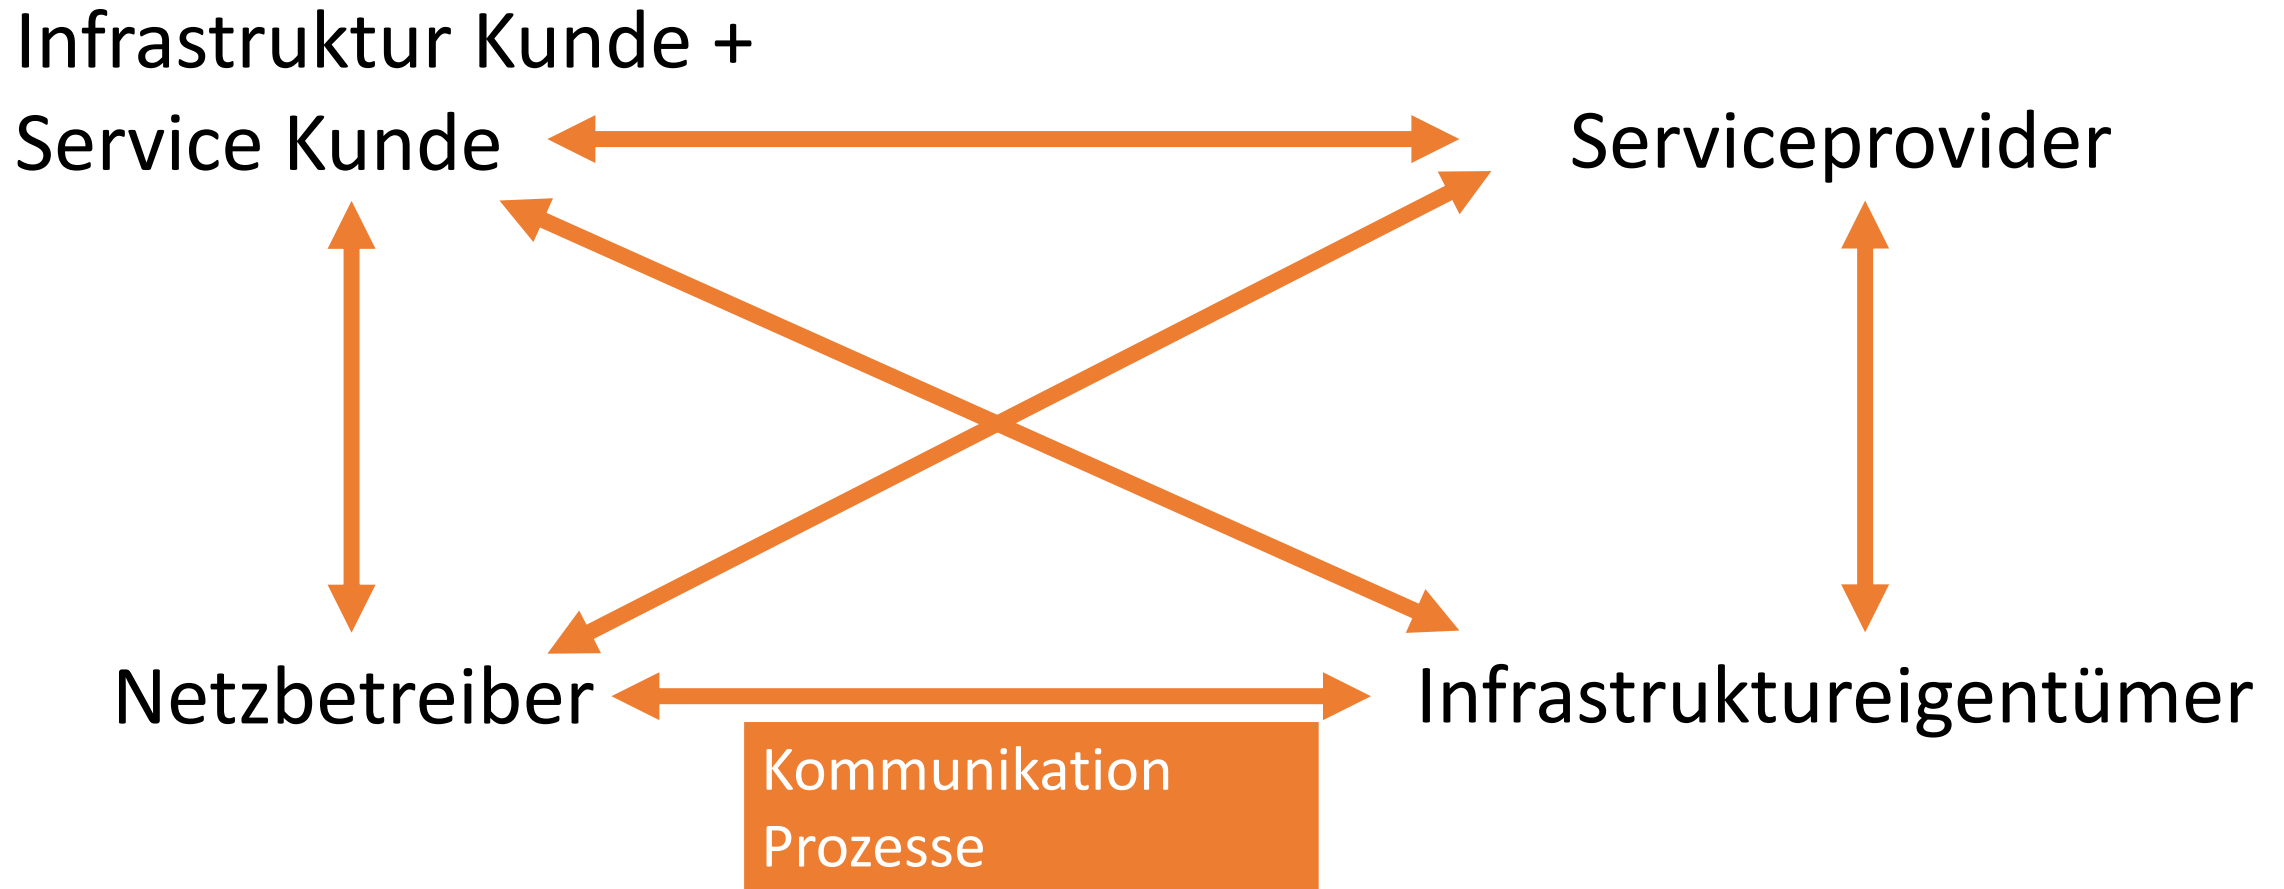 Infrastruktur Kunde +
Service Kunde
Serviceprovider
Netzbetreiber
Infrastruktureigentümer
Kommunikation
Prozesse